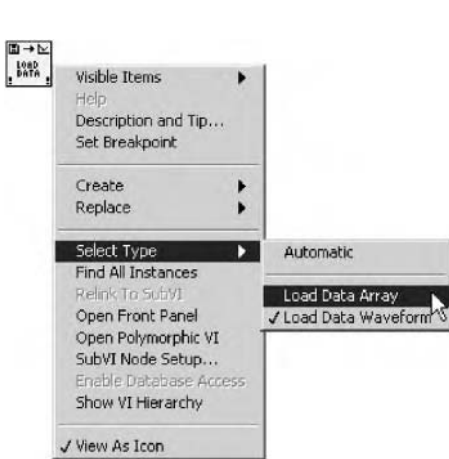 LOAD
DATA
Visible Items
Help
Description and Tip...
Set Breakpoint
Create
Replace
Select Type
Find All Instances
Relink To SubVI
Open Front Panel
Open Polymorphic VI
SubVI Node Setup...
Enable Database Access
Show VI Hierarchy
✓ View As Icon
Automatic
Load Data Array
✓ Load Data Waveform